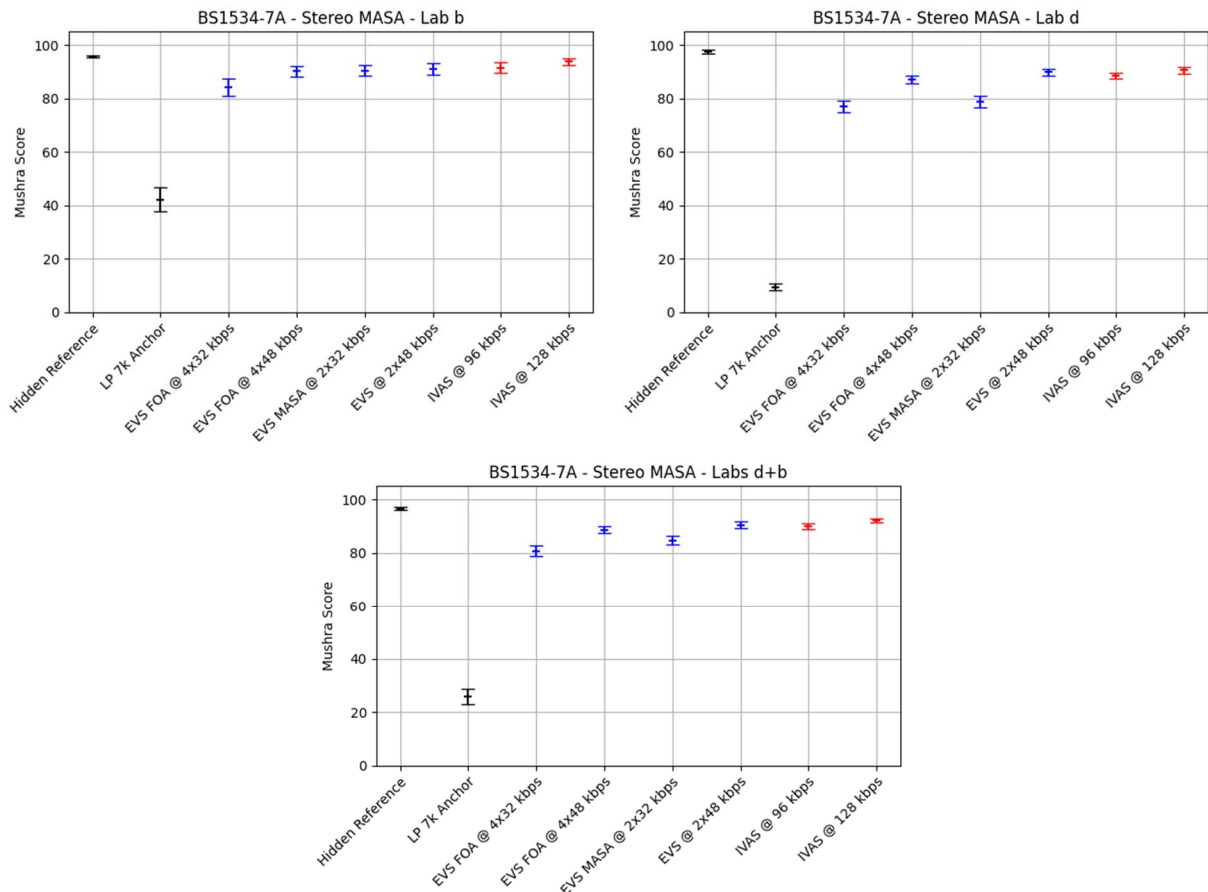 BS1534-7A - Stereo MASA - Lab b
Mushra Score
100
80
60
40
20
0
Hidden Reference
LP 7k Anchor
EVS FOA @ 4x32 kbps
EVS FOA @ 4x48 kbps
EVS MASA @ 2x32 kbps
EVS @ 2x48 kbps
IVAS @ 96 kbps
IVAS @ 128 kbps
BS1534-7A - Stereo MASA - Lab d
Mushra Score
100
80
60
40
20
0
Hidden Reference
LP 7k Anchor
EVS FOA @ 4x32 kbps
EVS FOA @ 4x48 kbps
EVS MASA @ 2x32 kbps
EVS @ 2x48 kbps
IVAS @ 96 kbps
IVAS @ 128 kbps
BS1534-7A - Stereo MASA - Labs d+b
Mushra Score
100
80
60
40
20
0
Hidden Reference
LP 7k Anchor
EVS FOA @ 4x32 kbps
EVS FOA @ 4x48 kbps
EVS MASA @ 2x32 kbps
EVS @ 2x48 kbps
IVAS @ 96 kbps
IVAS @ 128 kbps